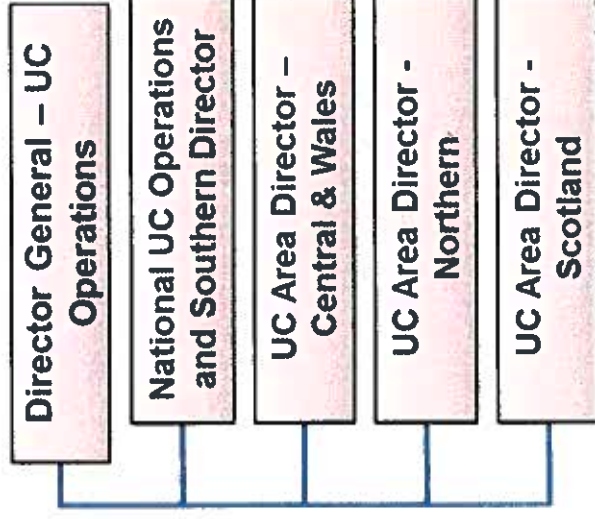 Director General – UC
Operations
National UC Operations
and Southern Director
UC Area Director –
Central & Wales
UC Area Director -
Northern
UC Area Director -
Scotland